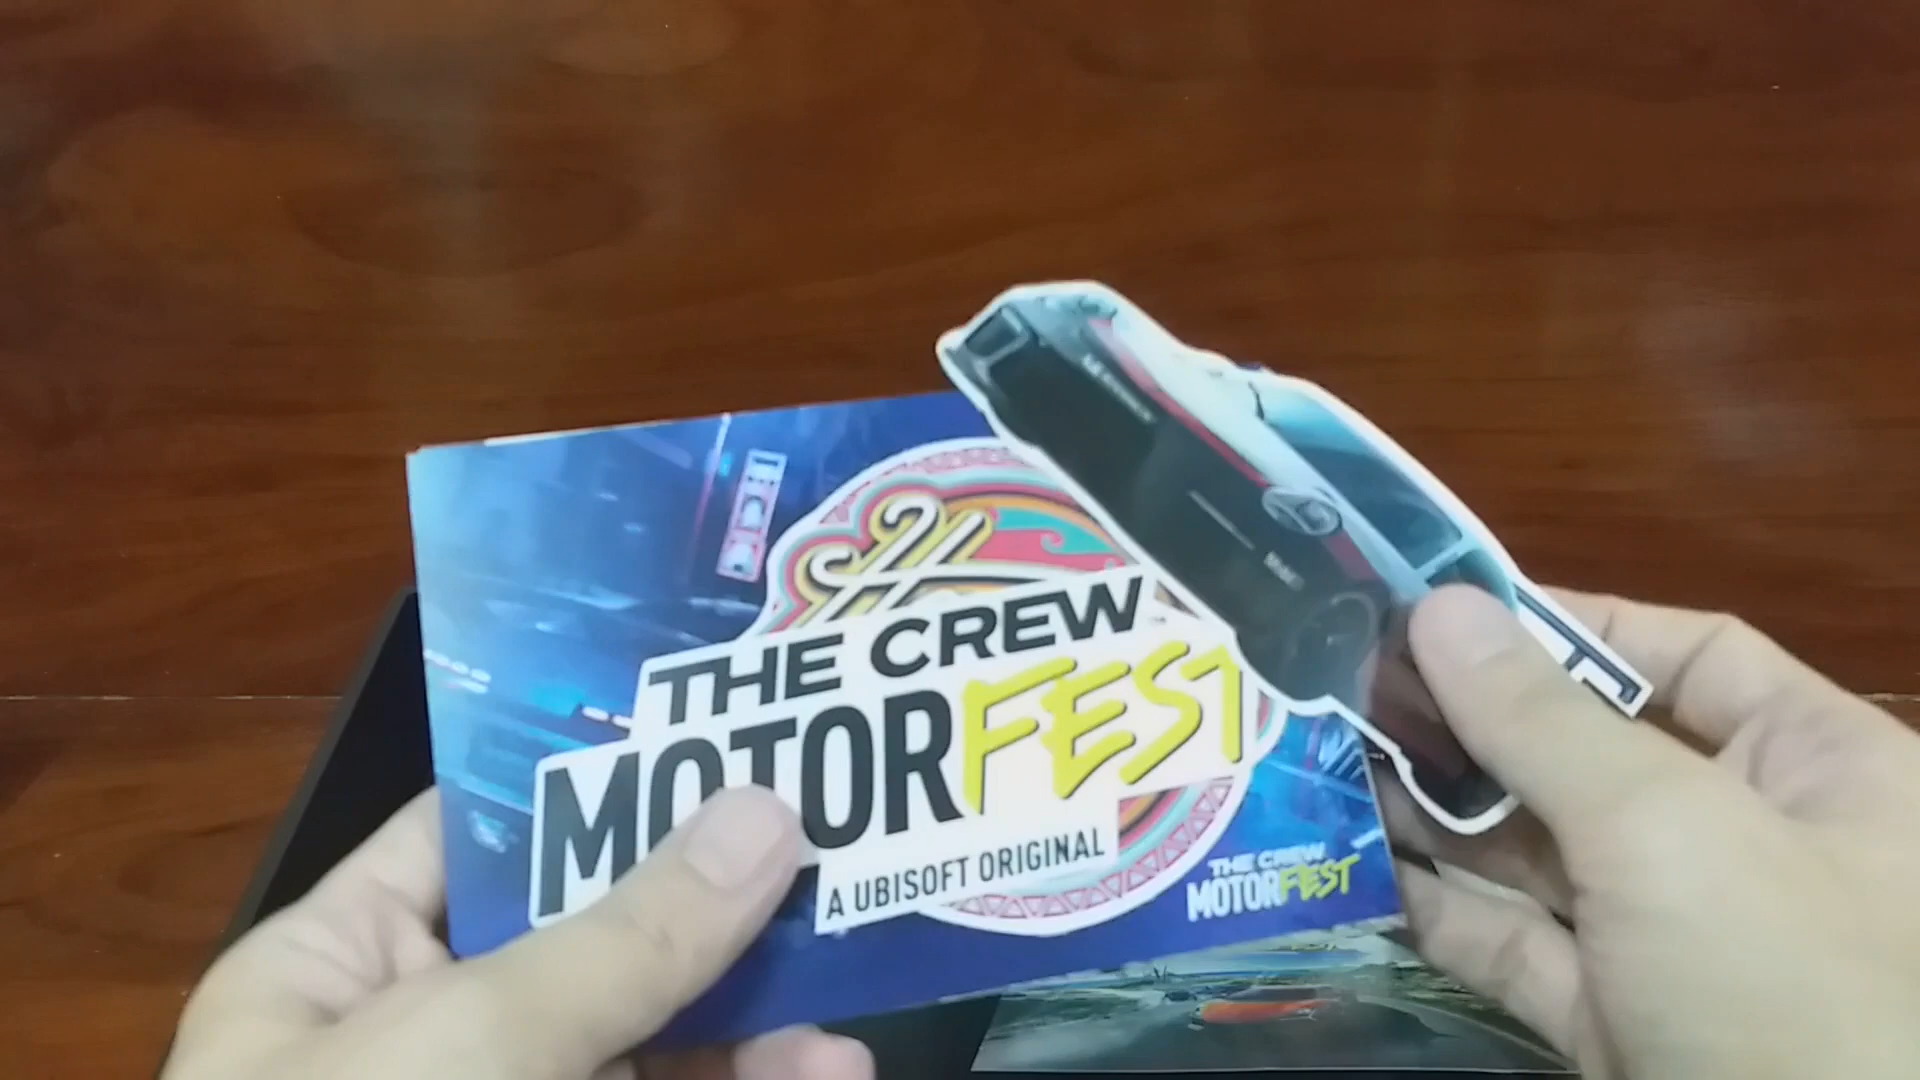 THE CREW
MOTORFEST
A UBISOFT ORIGINAL
THE CREW
MOTORFEST